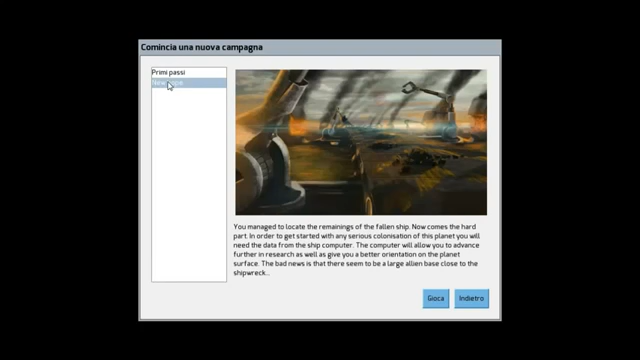 Comincia una nuova campagna
Primi passi
New
You managed to locate the remainings of the fallen ship. Now comes the hard
part. In order to get started with any serious colonisation of this planet you will
need the data from the ship computer. The computer will allow you to advance
further in research as well as give you a better orientation on the planet
surface. The bad news is that there seem to be a large allien base close to the
shipwreck...
Gioca
Indietro